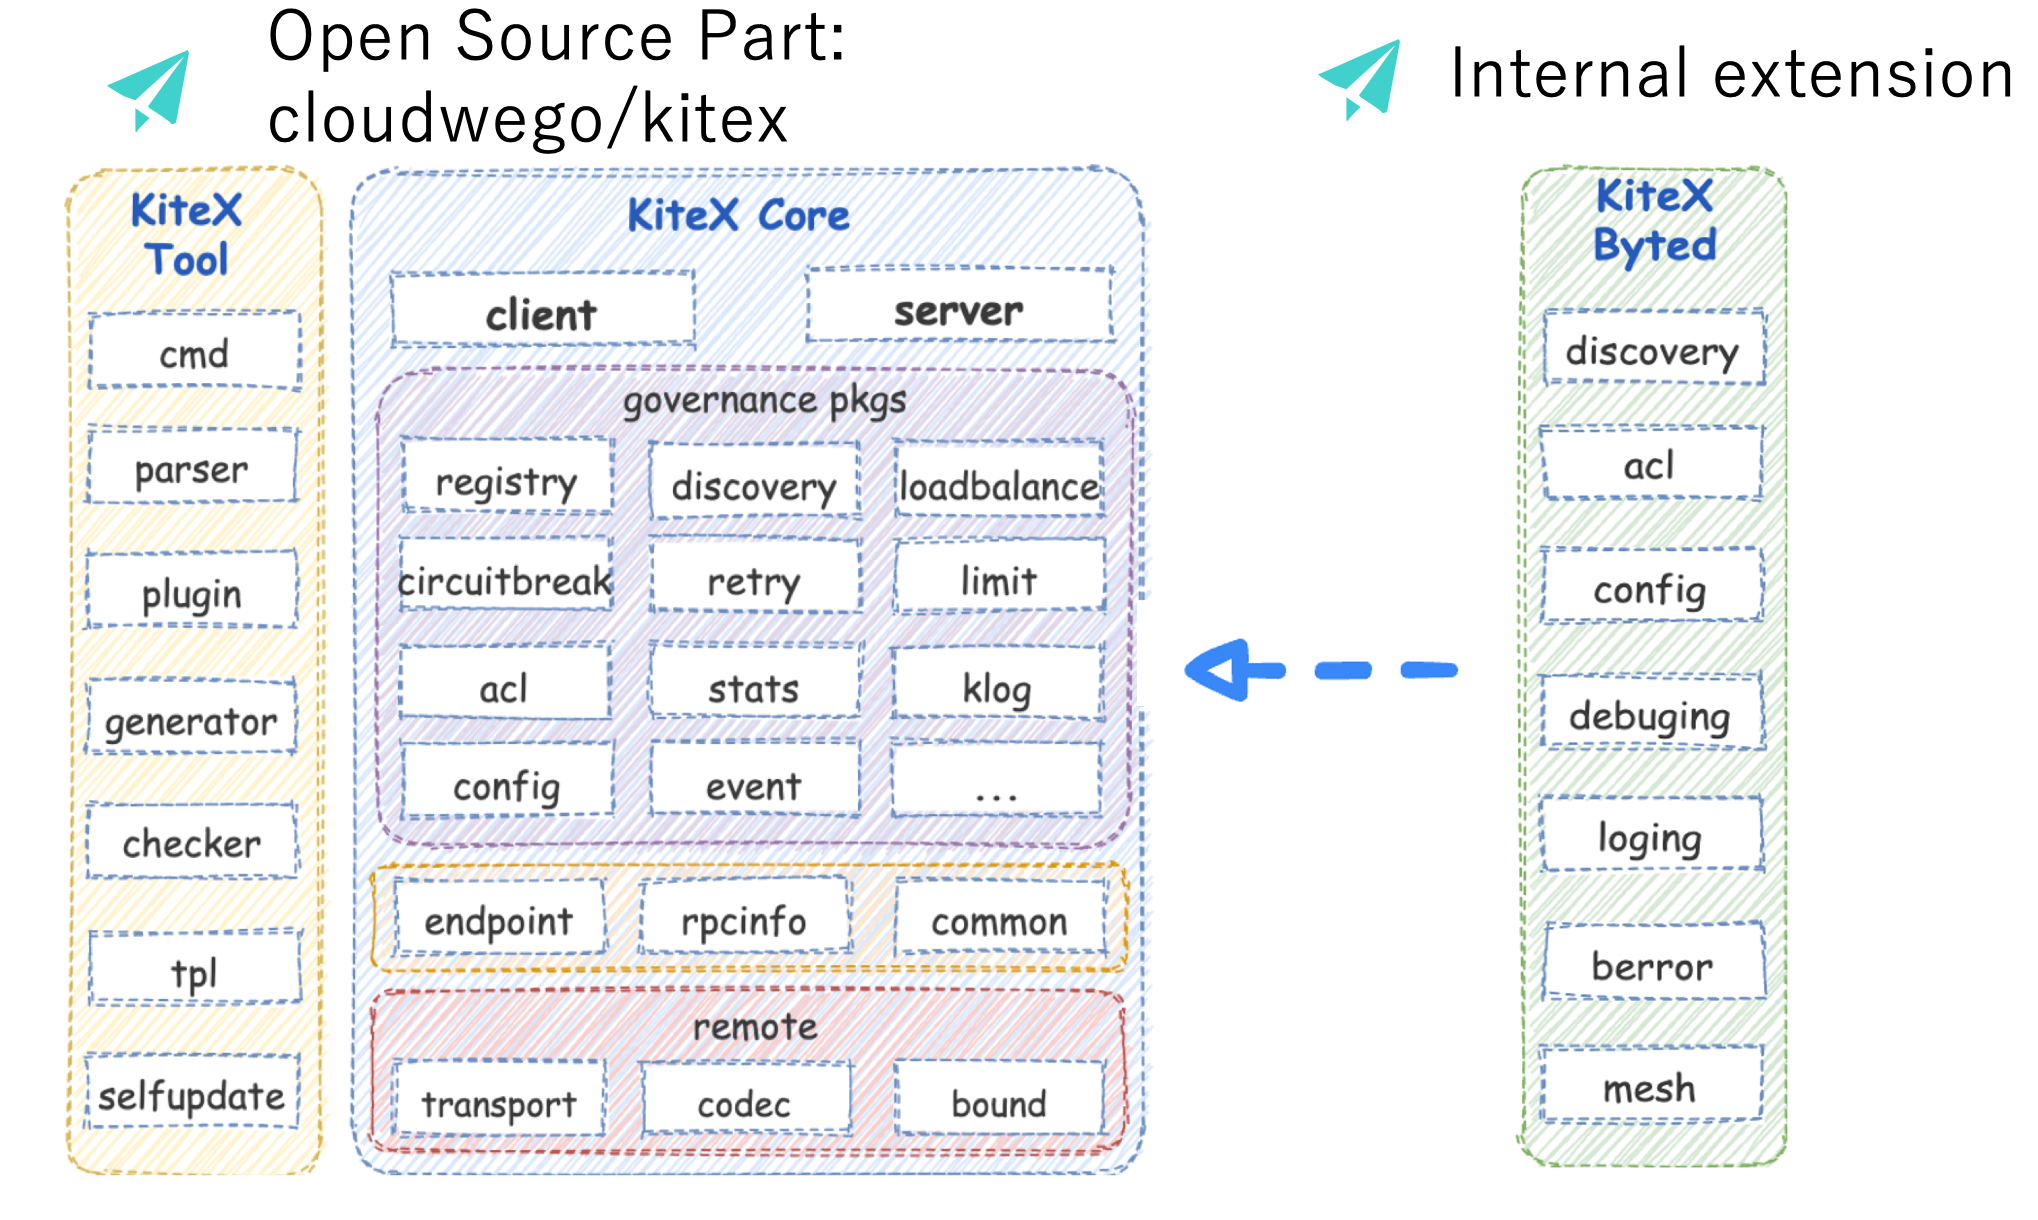 Open Source Part:
cloudwego/kitex
Internal extension
KiteX
Tool
cmd
parser
plugin
generator
checker
tpl
selfupdate
KiteX Core
client
server
governance pkgs
registry
discovery
loadbalance
circuitbreak
retry
limit
acl
stats
klog
config
event
...
endpoint
rpcinfo
common
remote
transport
codec
bound
KiteX
Byted
discovery
acl
config
debuging
loging
berror
mesh